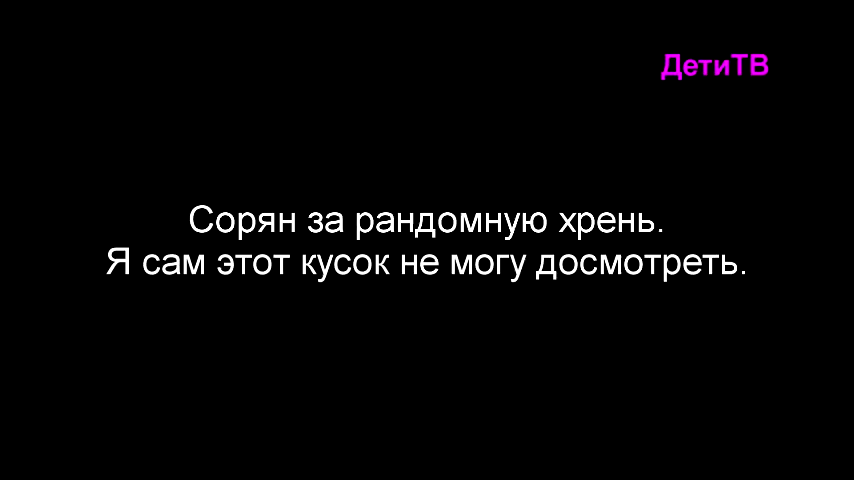 ДетиТВ
Сорян за рандомную хрень.
Я сам этот кусок не могу досмотреть.